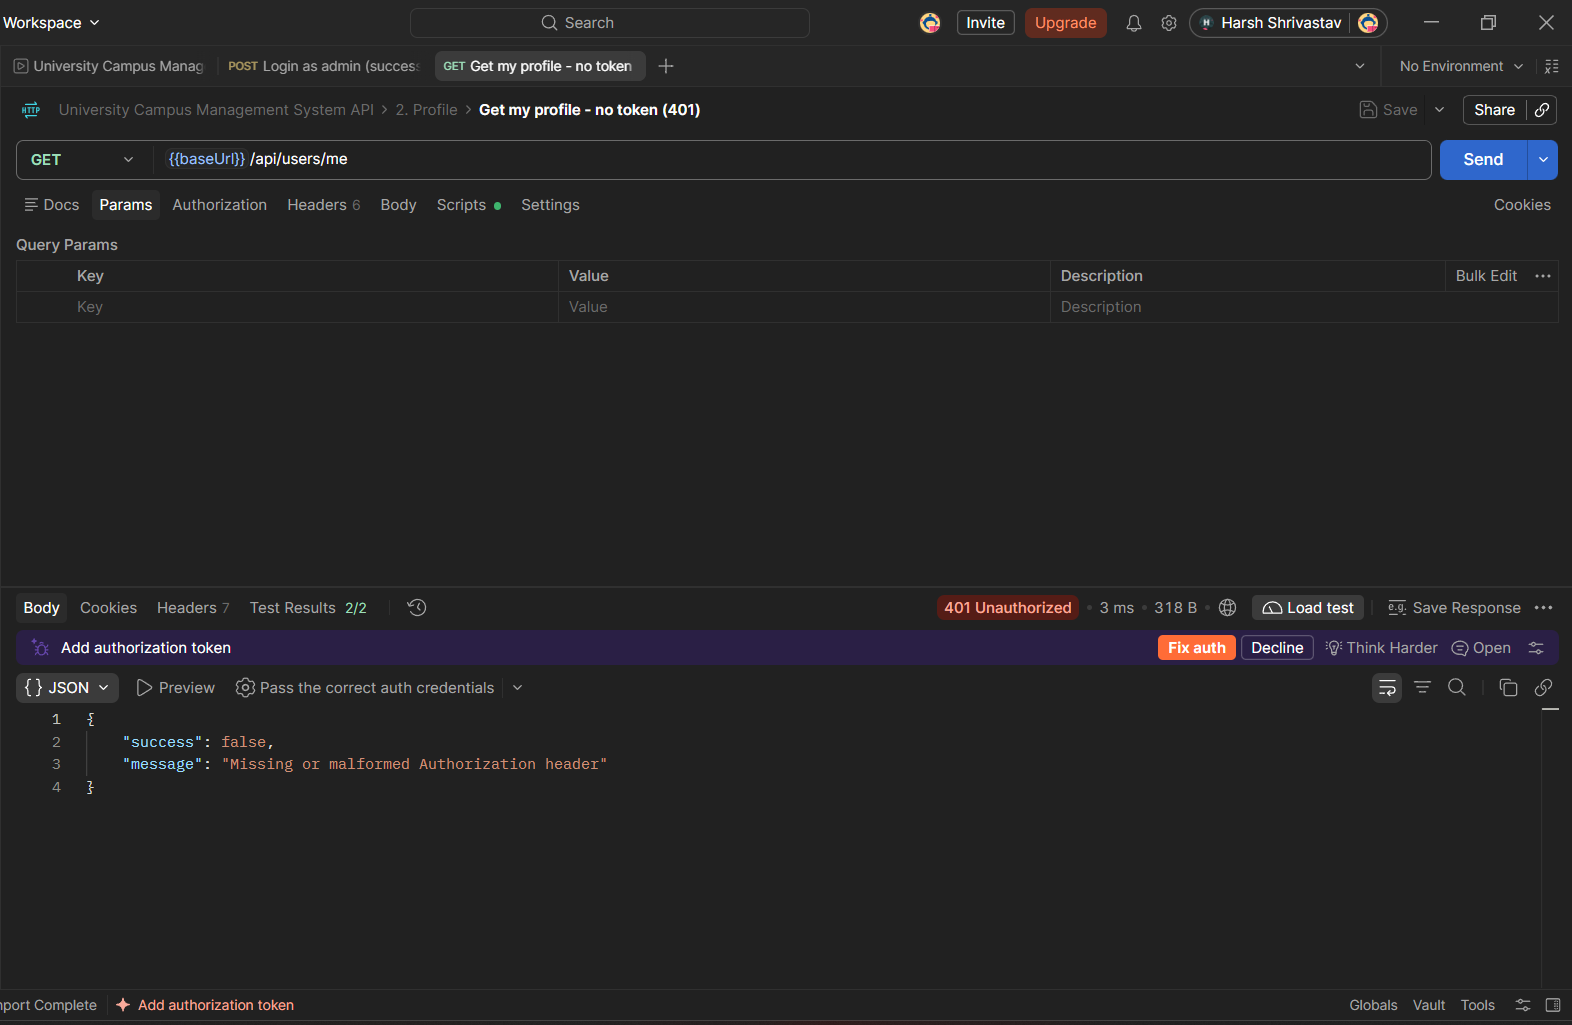 Workspace Search Invite Upgrade H Harsh Shrivastav
University Campus Manag POST Login as admin (succes GET Get my profile - no token No Environment
HTTP University Campus Management System API > 2. Profile > Get my profile - no token (401) Save Share
GET {{baseUrl}} /api/users/me Send
Docs Params Authorization Headers 6 Body Scripts Settings Cookies
Query Params
Key Value Description Bulk Edit
Key Value Description
Body Cookies Headers 7 Test Results 2/2 401 Unauthorized • 3 ms • 318 B • Load test e.g. Save Response
Add authorization token Fix auth Decline Think Harder Open
{} JSON Preview Pass the correct auth credentials
1 {
2 "success": false,
3 "message": "Missing or malformed Authorization header"
4 }
mport Complete Add authorization token Globals Vault Tools